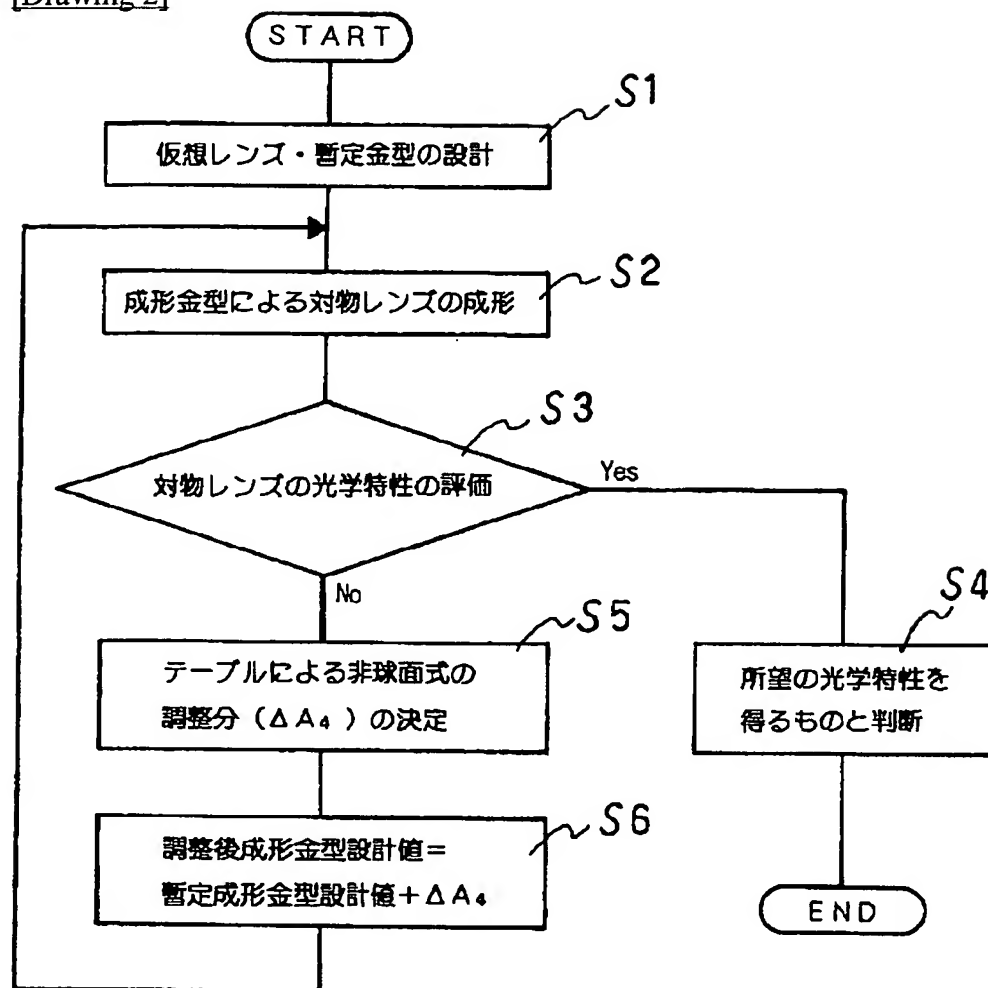 [Drawing 2]
START
S1
仮想レンズ・暫定金型の設計
S2
成形金型による対物レンズの成形
S3
対物レンズの光学特性の評価
Yes
No
S5
テーブルによる非球面式の
調整分(ΔA₄)の決定
S4
所望の光学特性を
得るものと判断
S6
調整後成形金型設計値=
暫定成形金型設計値+ΔA₄
END